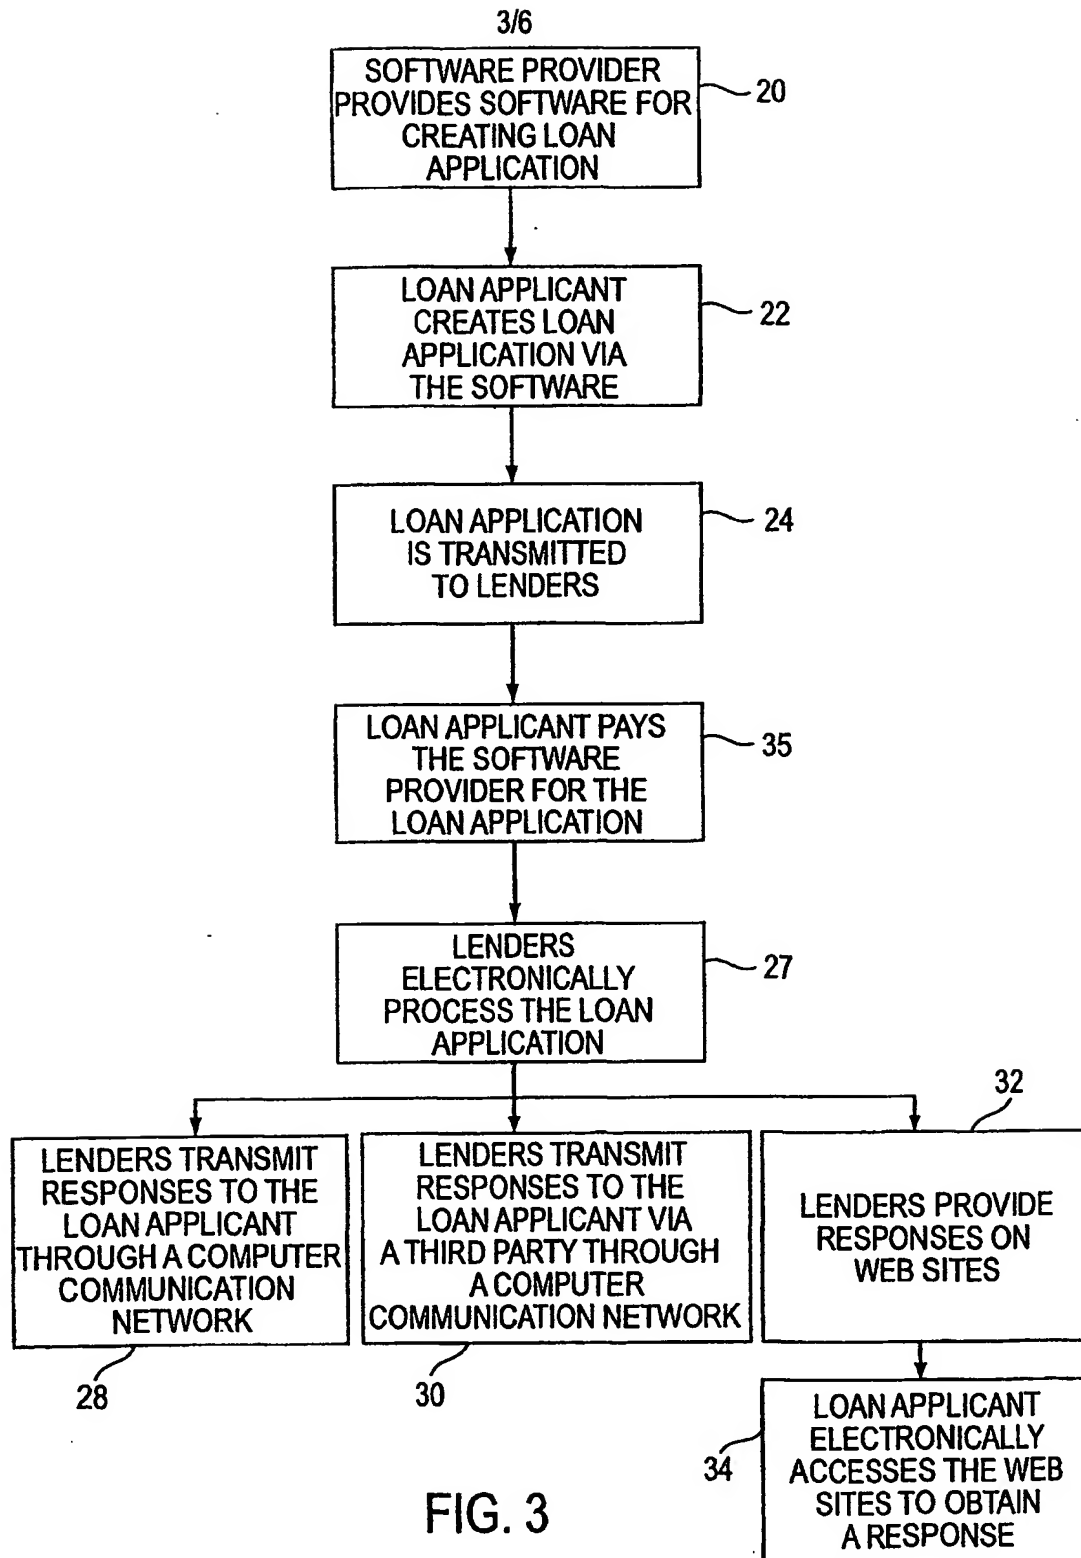 3/6
SOFTWARE PROVIDER
PROVIDES SOFTWARE FOR
CREATING LOAN
APPLICATION
20
LOAN APPLICANT
CREATES LOAN
APPLICATION VIA
THE SOFTWARE
22
LOAN APPLICATION
IS TRANSMITTED
TO LENDERS
24
LOAN APPLICANT PAYS
THE SOFTWARE
PROVIDER FOR THE
LOAN APPLICATION
35
LENDERS
ELECTRONICALLY
PROCESS THE LOAN
APPLICATION
27
LENDERS TRANSMIT
RESPONSES TO THE
LOAN APPLICANT
THROUGH A COMPUTER
COMMUNICATION
NETWORK
28
LENDERS TRANSMIT
RESPONSES TO THE
LOAN APPLICANT VIA
A THIRD PARTY THROUGH
A COMPUTER
COMMUNICATION NETWORK
30
32
LENDERS PROVIDE
RESPONSES ON
WEB SITES
LOAN APPLICANT
ELECTRONICALLY
ACCESSES THE WEB
SITES TO OBTAIN
A RESPONSE
34
FIG. 3